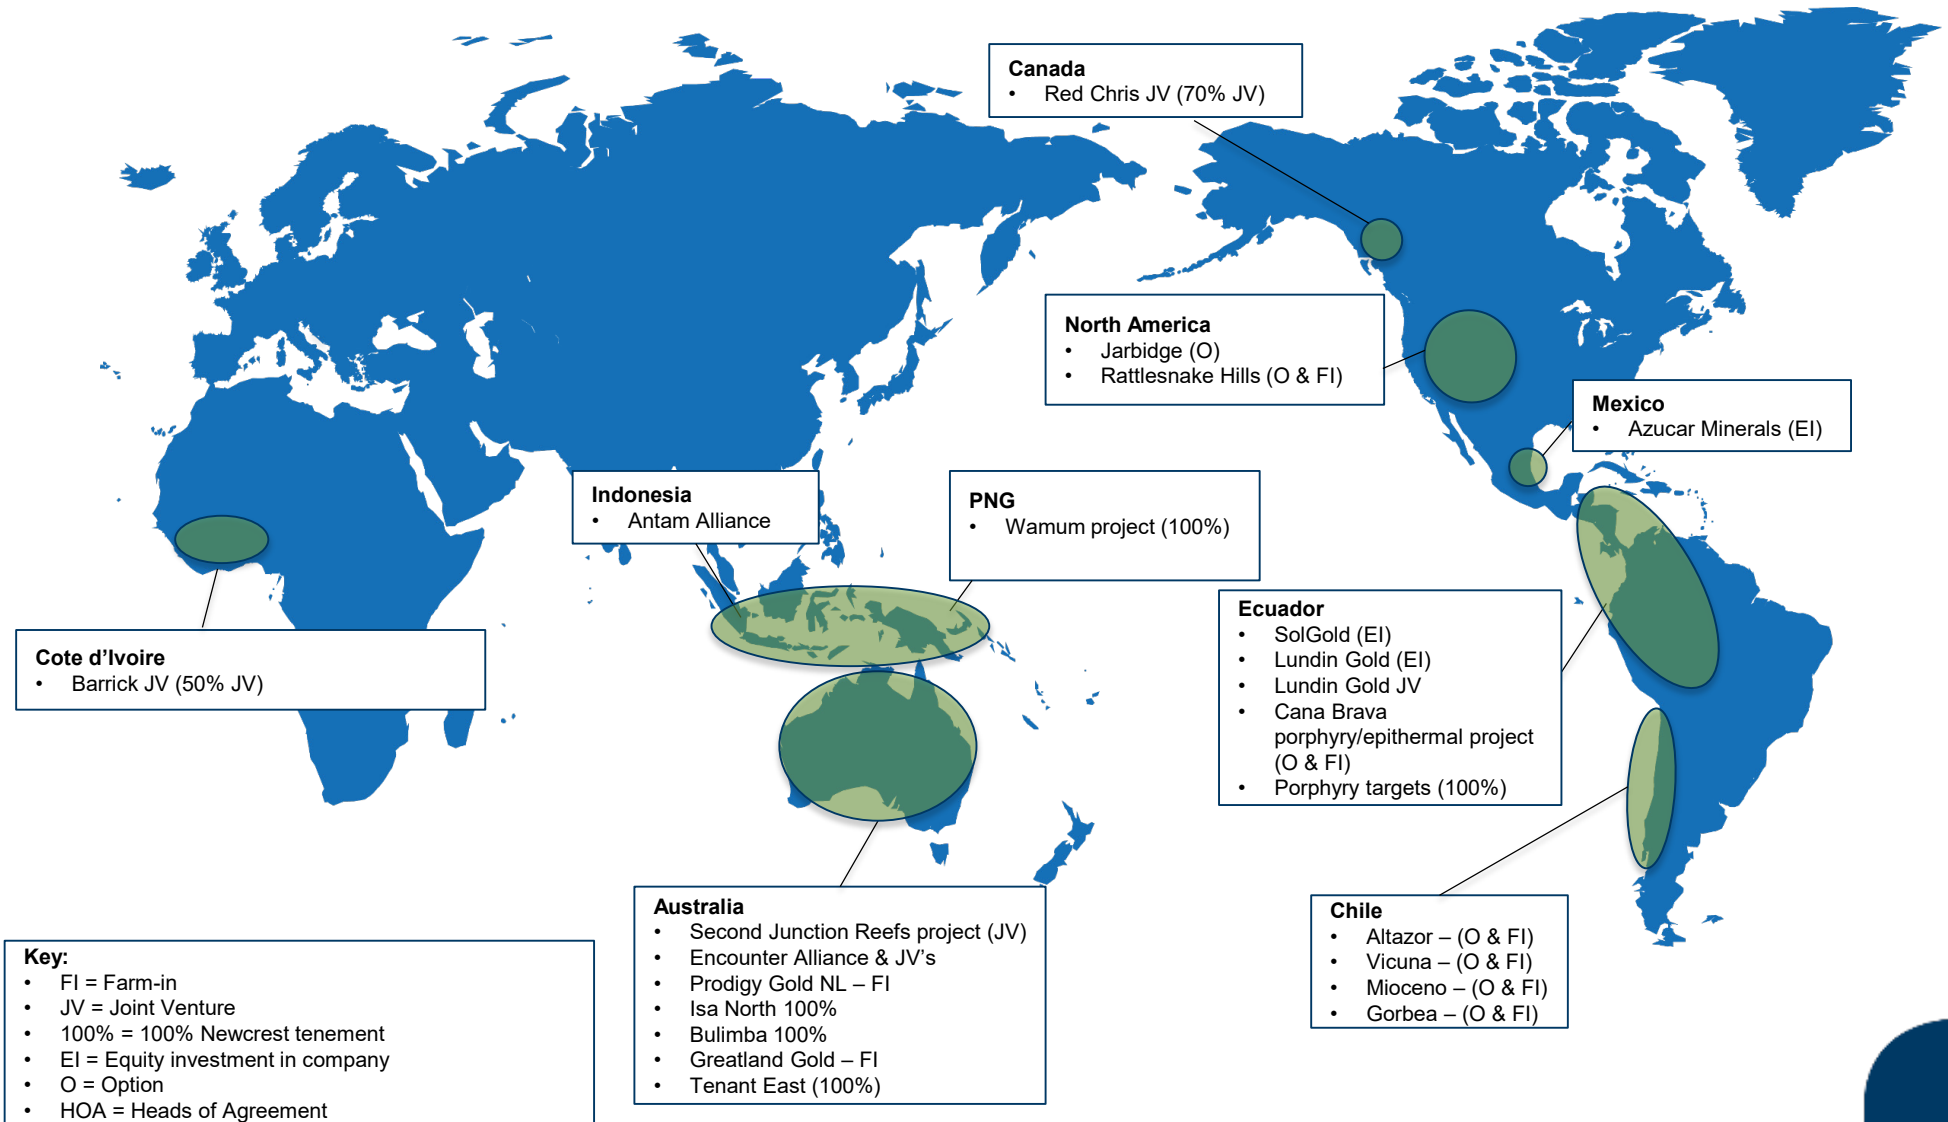 Canada
• Red Chris JV (70% JV)
North America
• Jarbidge (O)
• Rattlesnake Hills (O & FI)
Mexico
• Azucar Minerals (EI)
Indonesia
• Antam Alliance
PNG
• Wamum project (100%)
Cote d’Ivoire
• Barrick JV (50% JV)
Ecuador
• SolGold (EI)
• Lundin Gold (EI)
• Lundin Gold JV
• Cana Brava
porphyry/epithermal project
(O & FI)
• Porphyry targets (100%)
Australia
• Second Junction Reefs project (JV)
• Encounter Alliance & JV’s
• Prodigy Gold NL – FI
• Isa North 100%
• Bulimba 100%
• Greatland Gold – FI
• Tenant East (100%)
Chile
• Altazor – (O & FI)
• Vicuna – (O & FI)
• Mioceno – (O & FI)
• Gorbea – (O & FI)
Key:
• FI = Farm-in
• JV = Joint Venture
• 100% = 100% Newcrest tenement
• EI = Equity investment in company
• O = Option
• HOA = Heads of Agreement